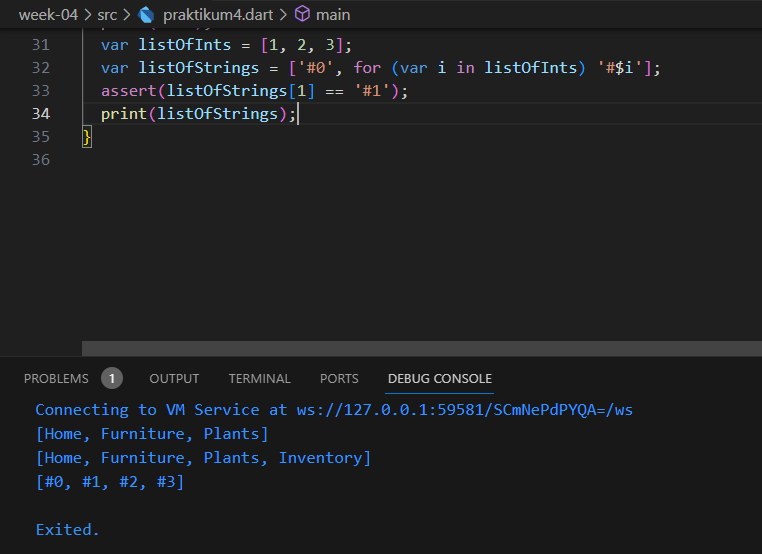 week-04 > src > praktikum4.dart > main
31 var listOfInts = [1, 2, 3];
32 var listOfStrings = ['#0', for (var i in listOfInts) '#$i'];
33 assert(listOfStrings[1] == '#1');
34 print(listOfStrings);
35 }
36
PROBLEMS 1 OUTPUT TERMINAL PORTS DEBUG CONSOLE
Connecting to VM Service at ws://127.0.0.1:59581/SCmNePdPYQA=/ws
[Home, Furniture, Plants]
[Home, Furniture, Plants, Inventory]
[#0, #1, #2, #3]
Exited.